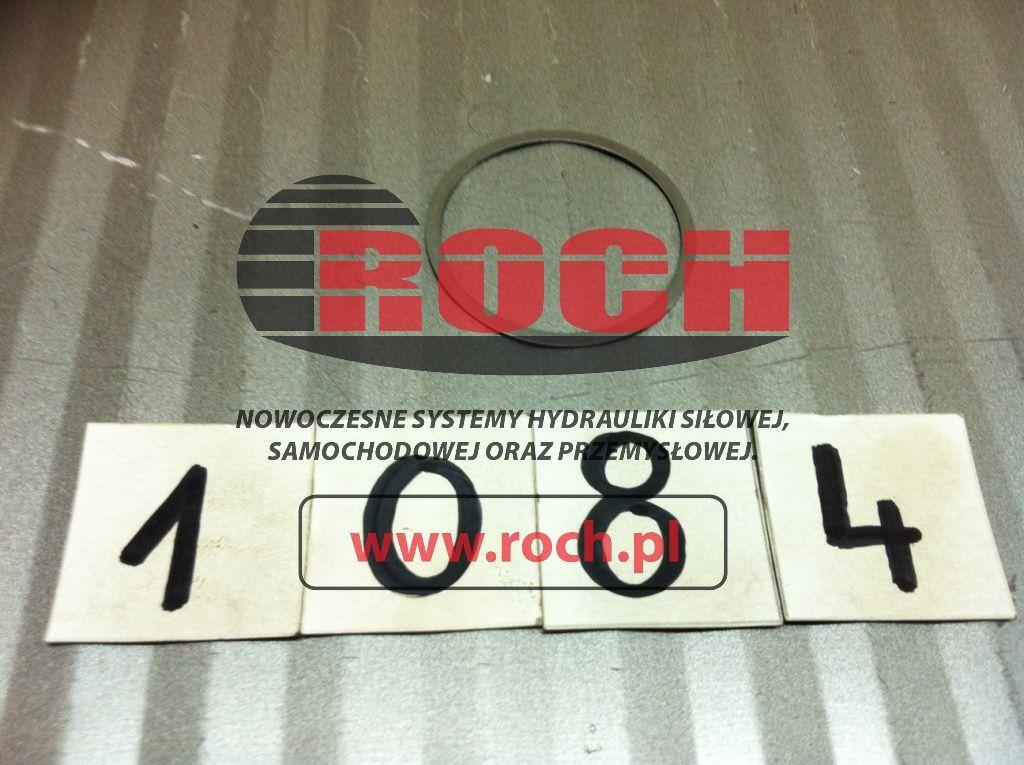 ROCH
NOWOCZESNE SYSTEMY HYDRAULIKI SIŁOWEJ,
SAMOCHODOWEJ ORAZ PRZEMYSŁOWEJ.
www.roch.pl
1 0 8 4